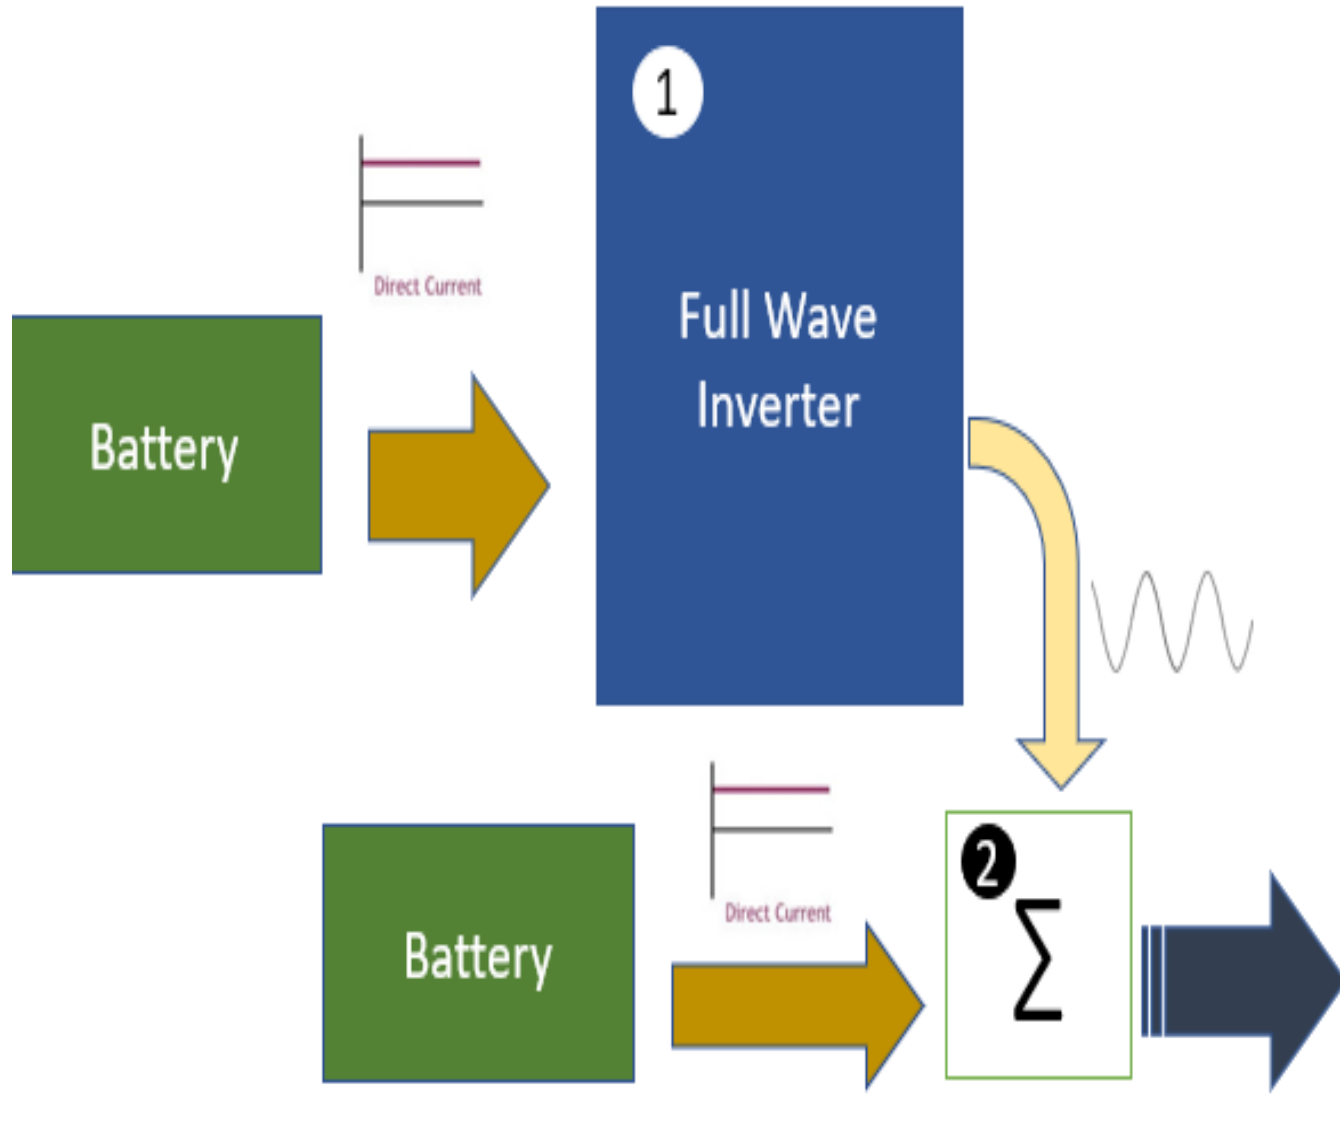 1
Direct Current
Full Wave
Inverter
Battery
Direct Current
2
Σ
Battery